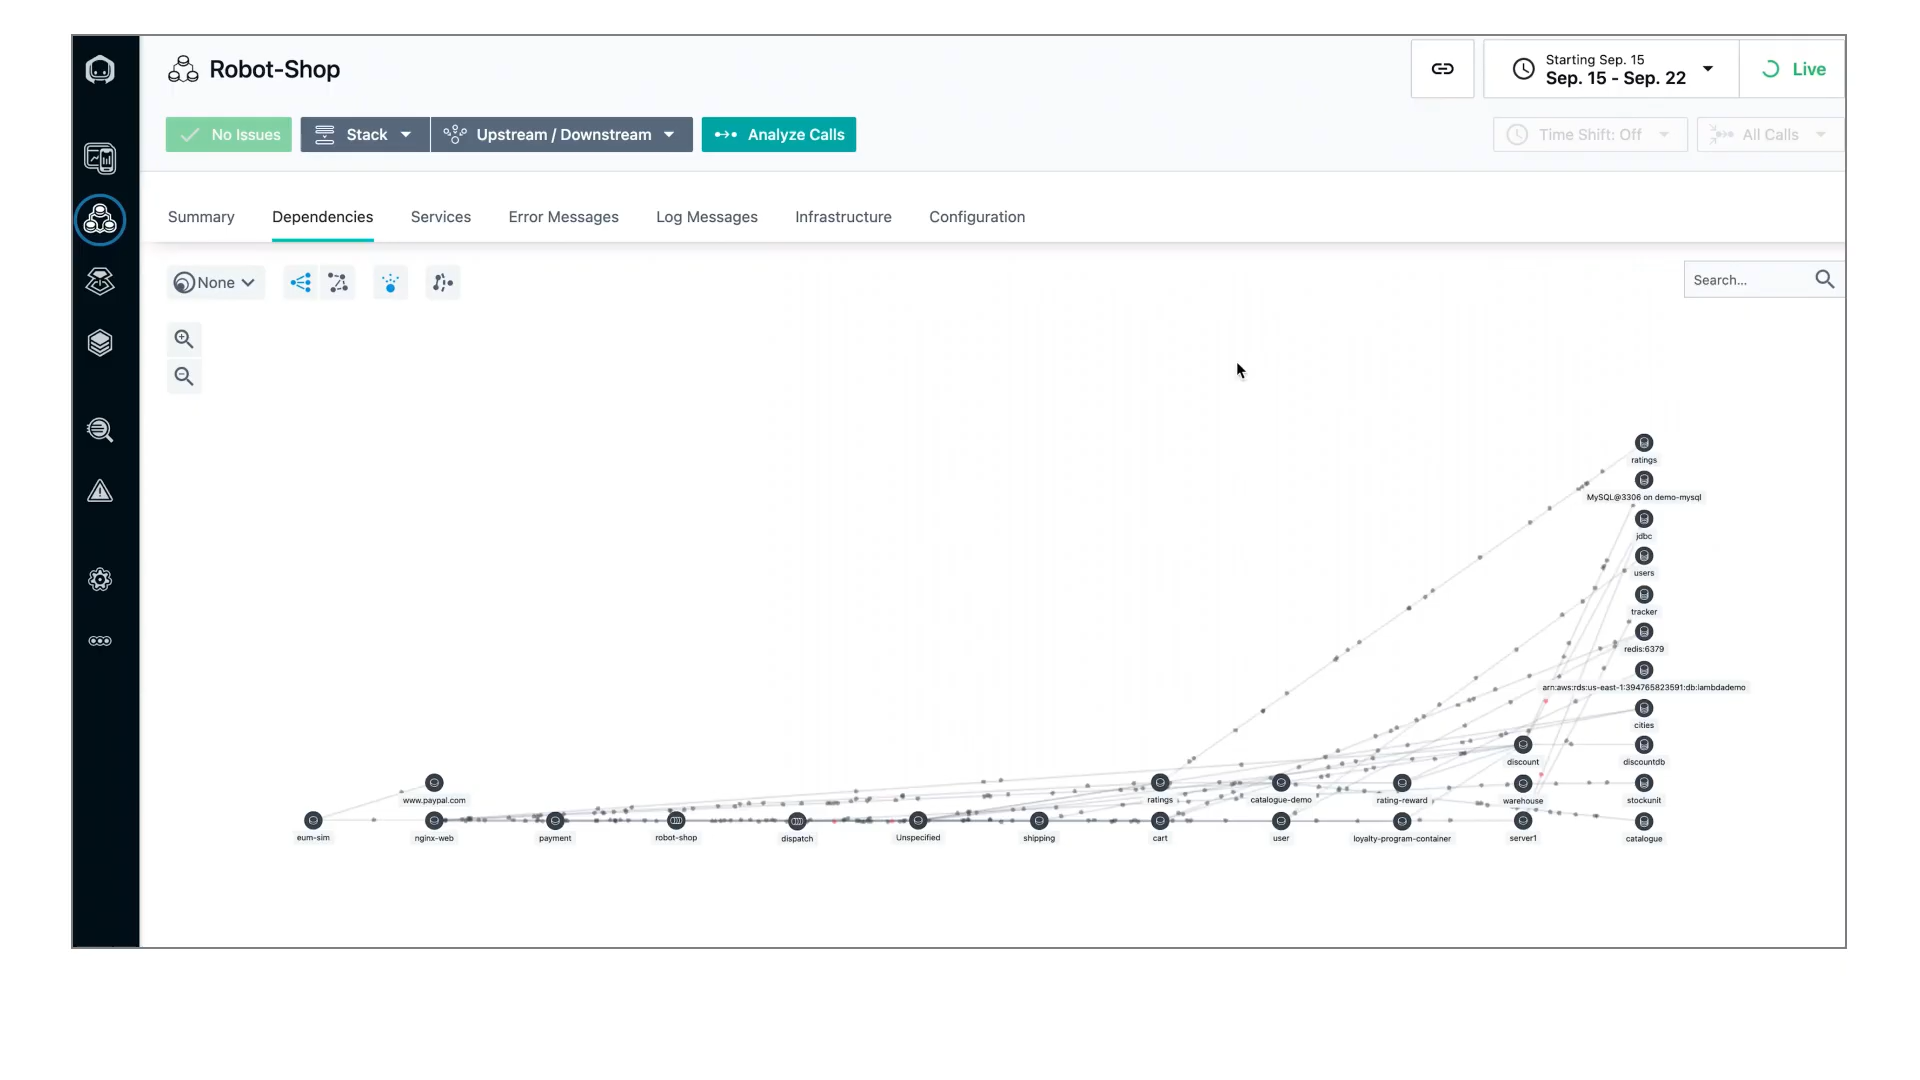 Robot-Shop
Starting Sep. 15
Sep. 15 - Sep. 22
Live
No Issues
Stack
Upstream / Downstream
Analyze Calls
Time Shift: Off
All Calls
Summary
Dependencies
Services
Error Messages
Log Messages
Infrastructure
Configuration
None
Search...
ratings
MySQL@3306 on demo-mysql
jdbc
users
tracker
redis:6379
arn:aws:rds:us-east-1:394765823591:db:lambdademo
cities
discount
discountdb
www.paypal.com
ratings
catalogue-demo
rating-reward
warehouse
stockunit
eum-sim
nginx-web
payment
robot-shop
dispatch
Unspecified
shipping
cart
user
loyalty-program-container
server1
catalogue